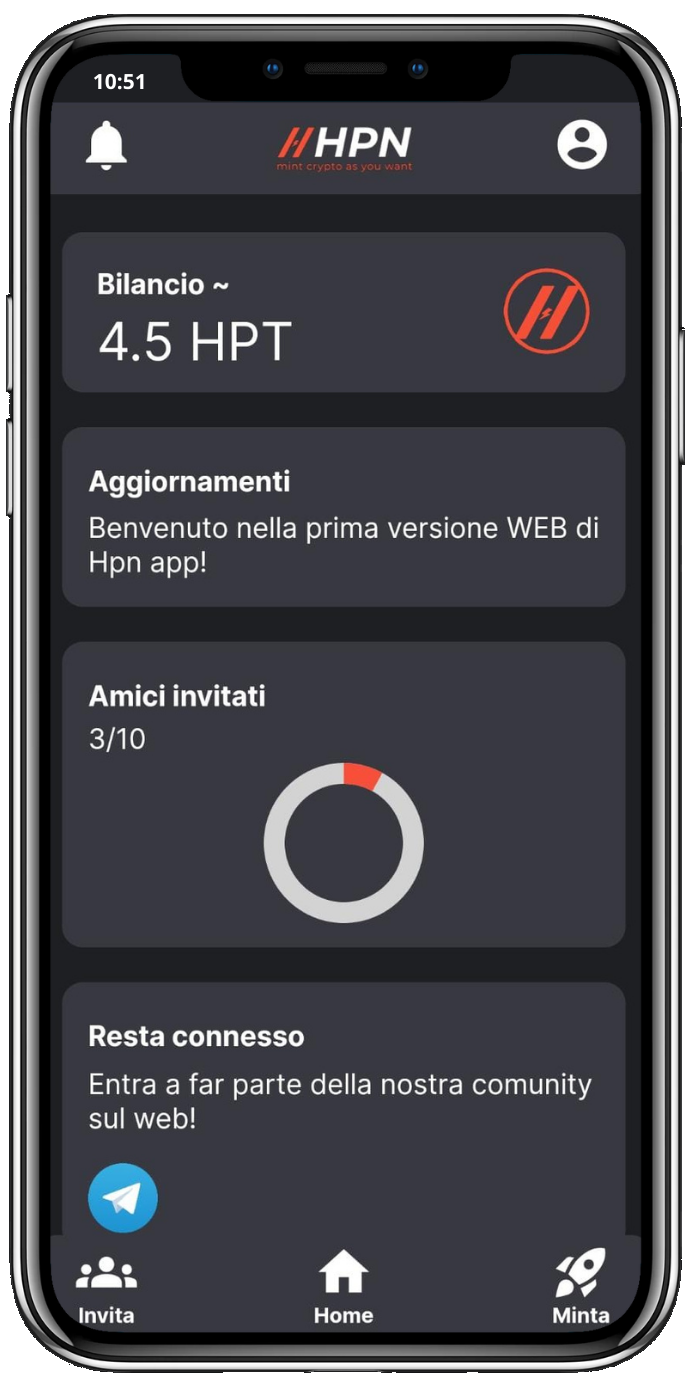 10:51
HPN
mint crypto as you want
Bilancio ~
4.5 HPT
Aggiornamenti
Benvenuto nella prima versione WEB di
Hpn app!
Amici invitati
3/10
Resta connesso
Entra a far parte della nostra comunity
sul web!
Invita
Home
Minta